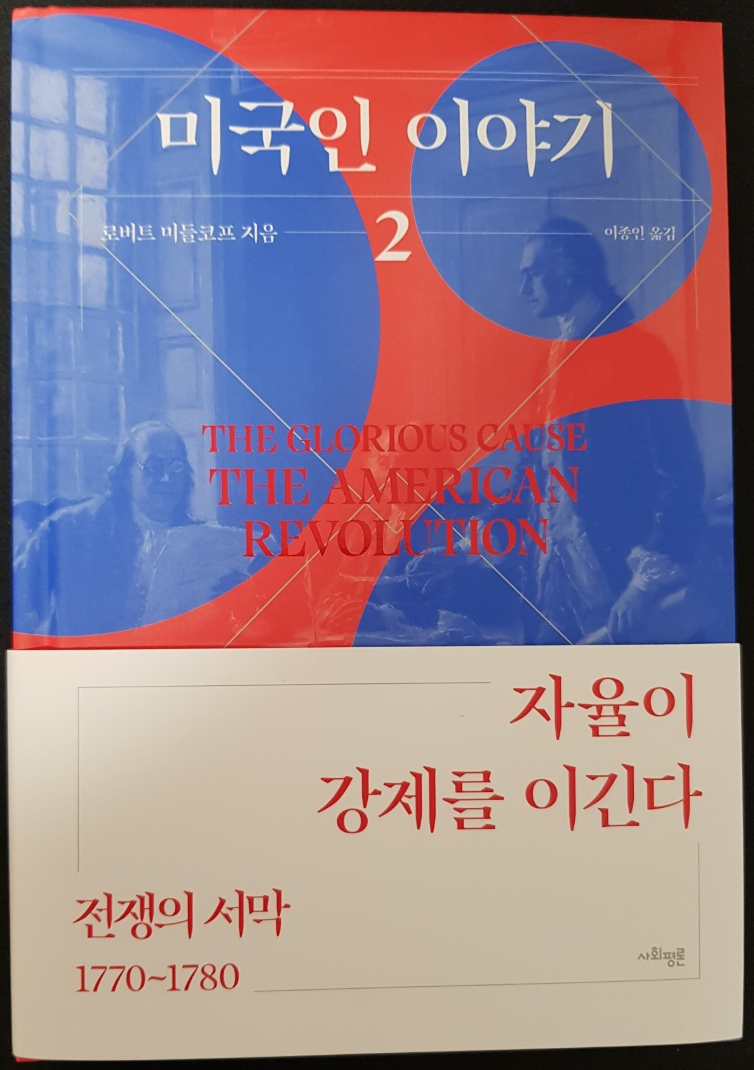 미국인 이야기
로버트 미들코프 지음
2
이종인 옮김
THE GLORIOUS CAUSE
THE AMERICAN
REVOLUTION
자율이
강제를 이긴다
전쟁의 서막
1770~1780
사회평론